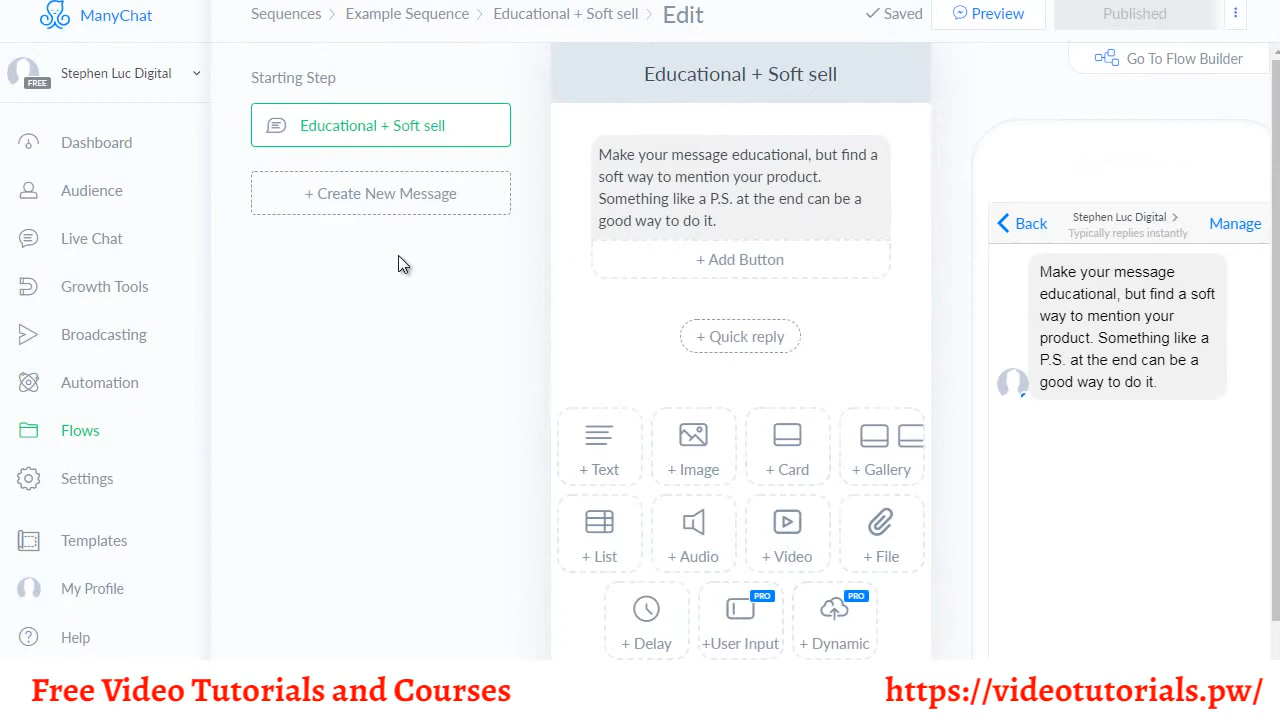 ManyChat
Sequences > Example Sequence > Educational + Soft sell > Edit
Saved
Preview
Published
Stephen Luc Digital
FREE
Go To Flow Builder
Dashboard
Audience
Live Chat
Growth Tools
Broadcasting
Automation
Flows
Settings
Templates
My Profile
Help
Starting Step
Educational + Soft sell
+ Create New Message
Educational + Soft sell
Make your message educational, but find a
soft way to mention your product.
Something like a P.S. at the end can be a
good way to do it.
+ Add Button
+ Quick reply
+ Text
+ Image
+ Card
+ Gallery
+ List
+ Audio
+ Video
+ File
+ Delay
PRO
+User Input
PRO
+ Dynamic
Back
Stephen Luc Digital >
Typically replies instantly
Manage
Make your message
educational, but find a soft
way to mention your
product. Something like a
P.S. at the end can be a
good way to do it.
Free Video Tutorials and Courses
https://videotutorials.pw/